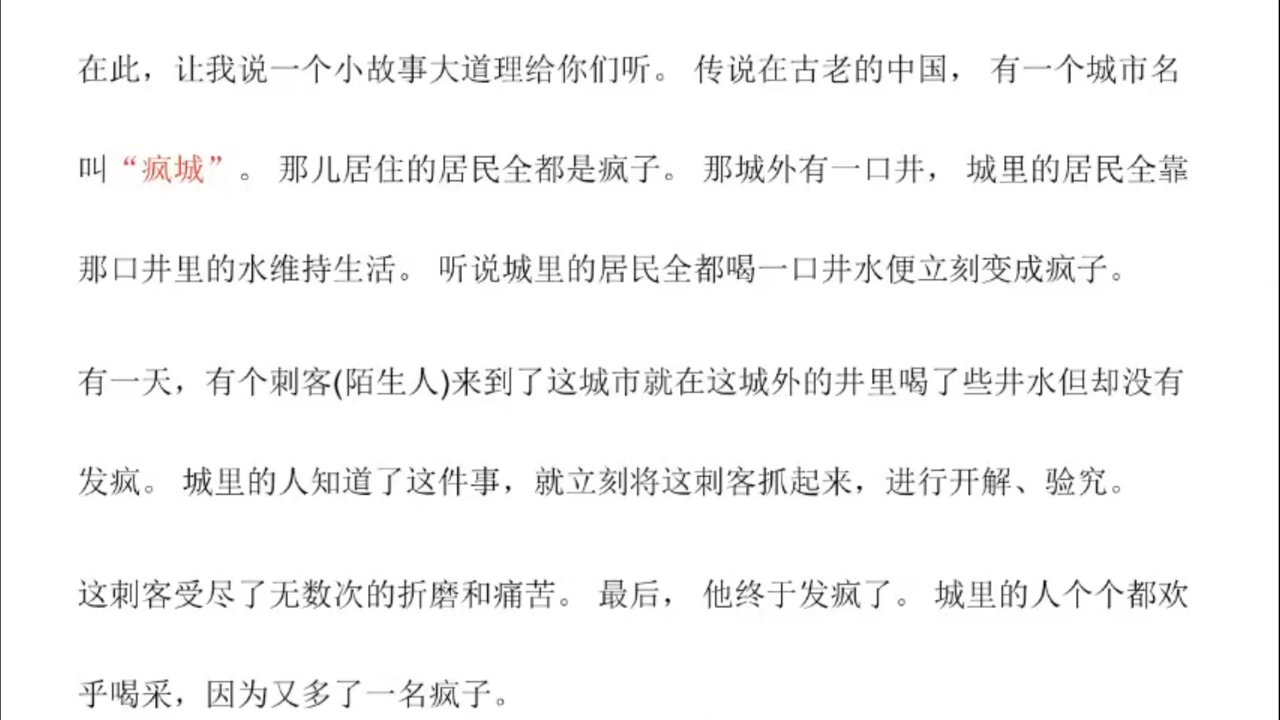 在此，让我说一个小故事大道理给你们听。 传说在古老的中国， 有一个城市名
叫“疯城”。 那儿居住的居民全都是疯子。 那城外有一口井， 城里的居民全靠
那口井里的水维持生活。 听说城里的居民全都喝一口井水便立刻变成疯子。
有一天，有个刺客(陌生人)来到了这城市就在这城外的井里喝了些井水但却没有
发疯。 城里的人知道了这件事，就立刻将这刺客抓起来，进行开解、验究。
这刺客受尽了无数次的折磨和痛苦。 最后， 他终于发疯了。 城里的人个个都欢
乎喝采，因为又多了一名疯子。